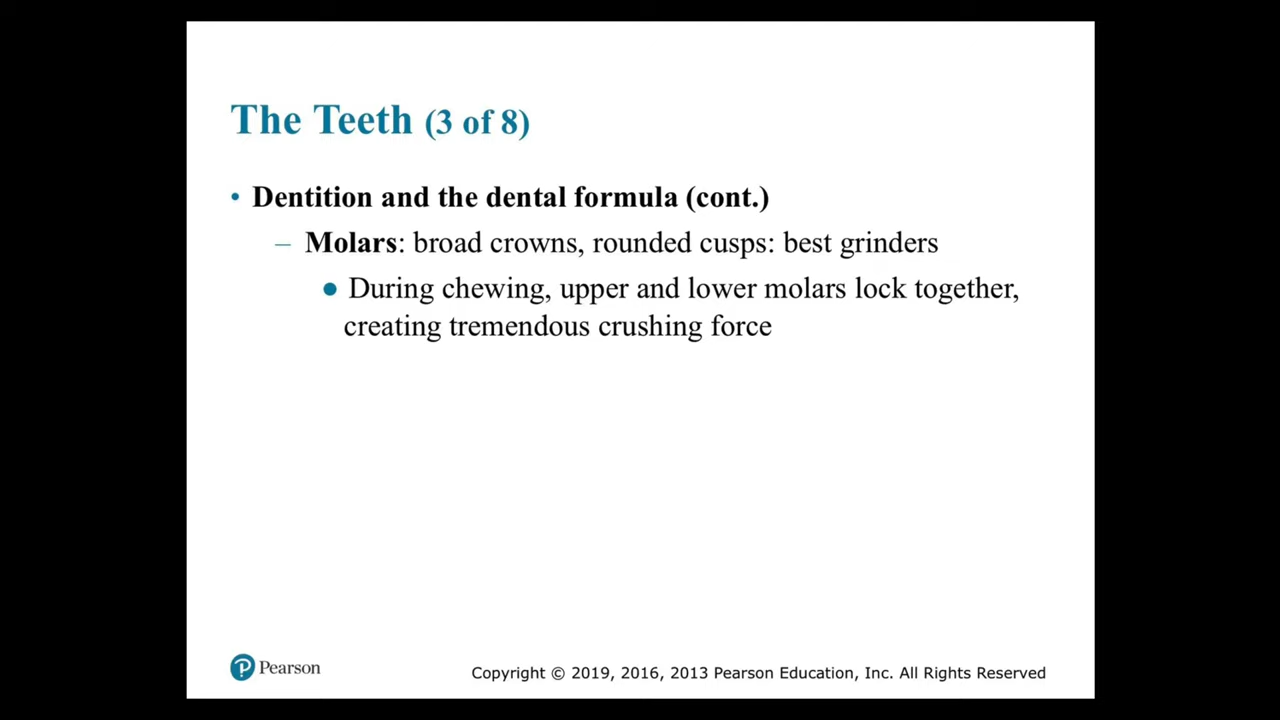 The Teeth (3 of 8)
• Dentition and the dental formula (cont.)
– Molars: broad crowns, rounded cusps: best grinders
● During chewing, upper and lower molars lock together,
creating tremendous crushing force
Pearson
Copyright © 2019, 2016, 2013 Pearson Education, Inc. All Rights Reserved